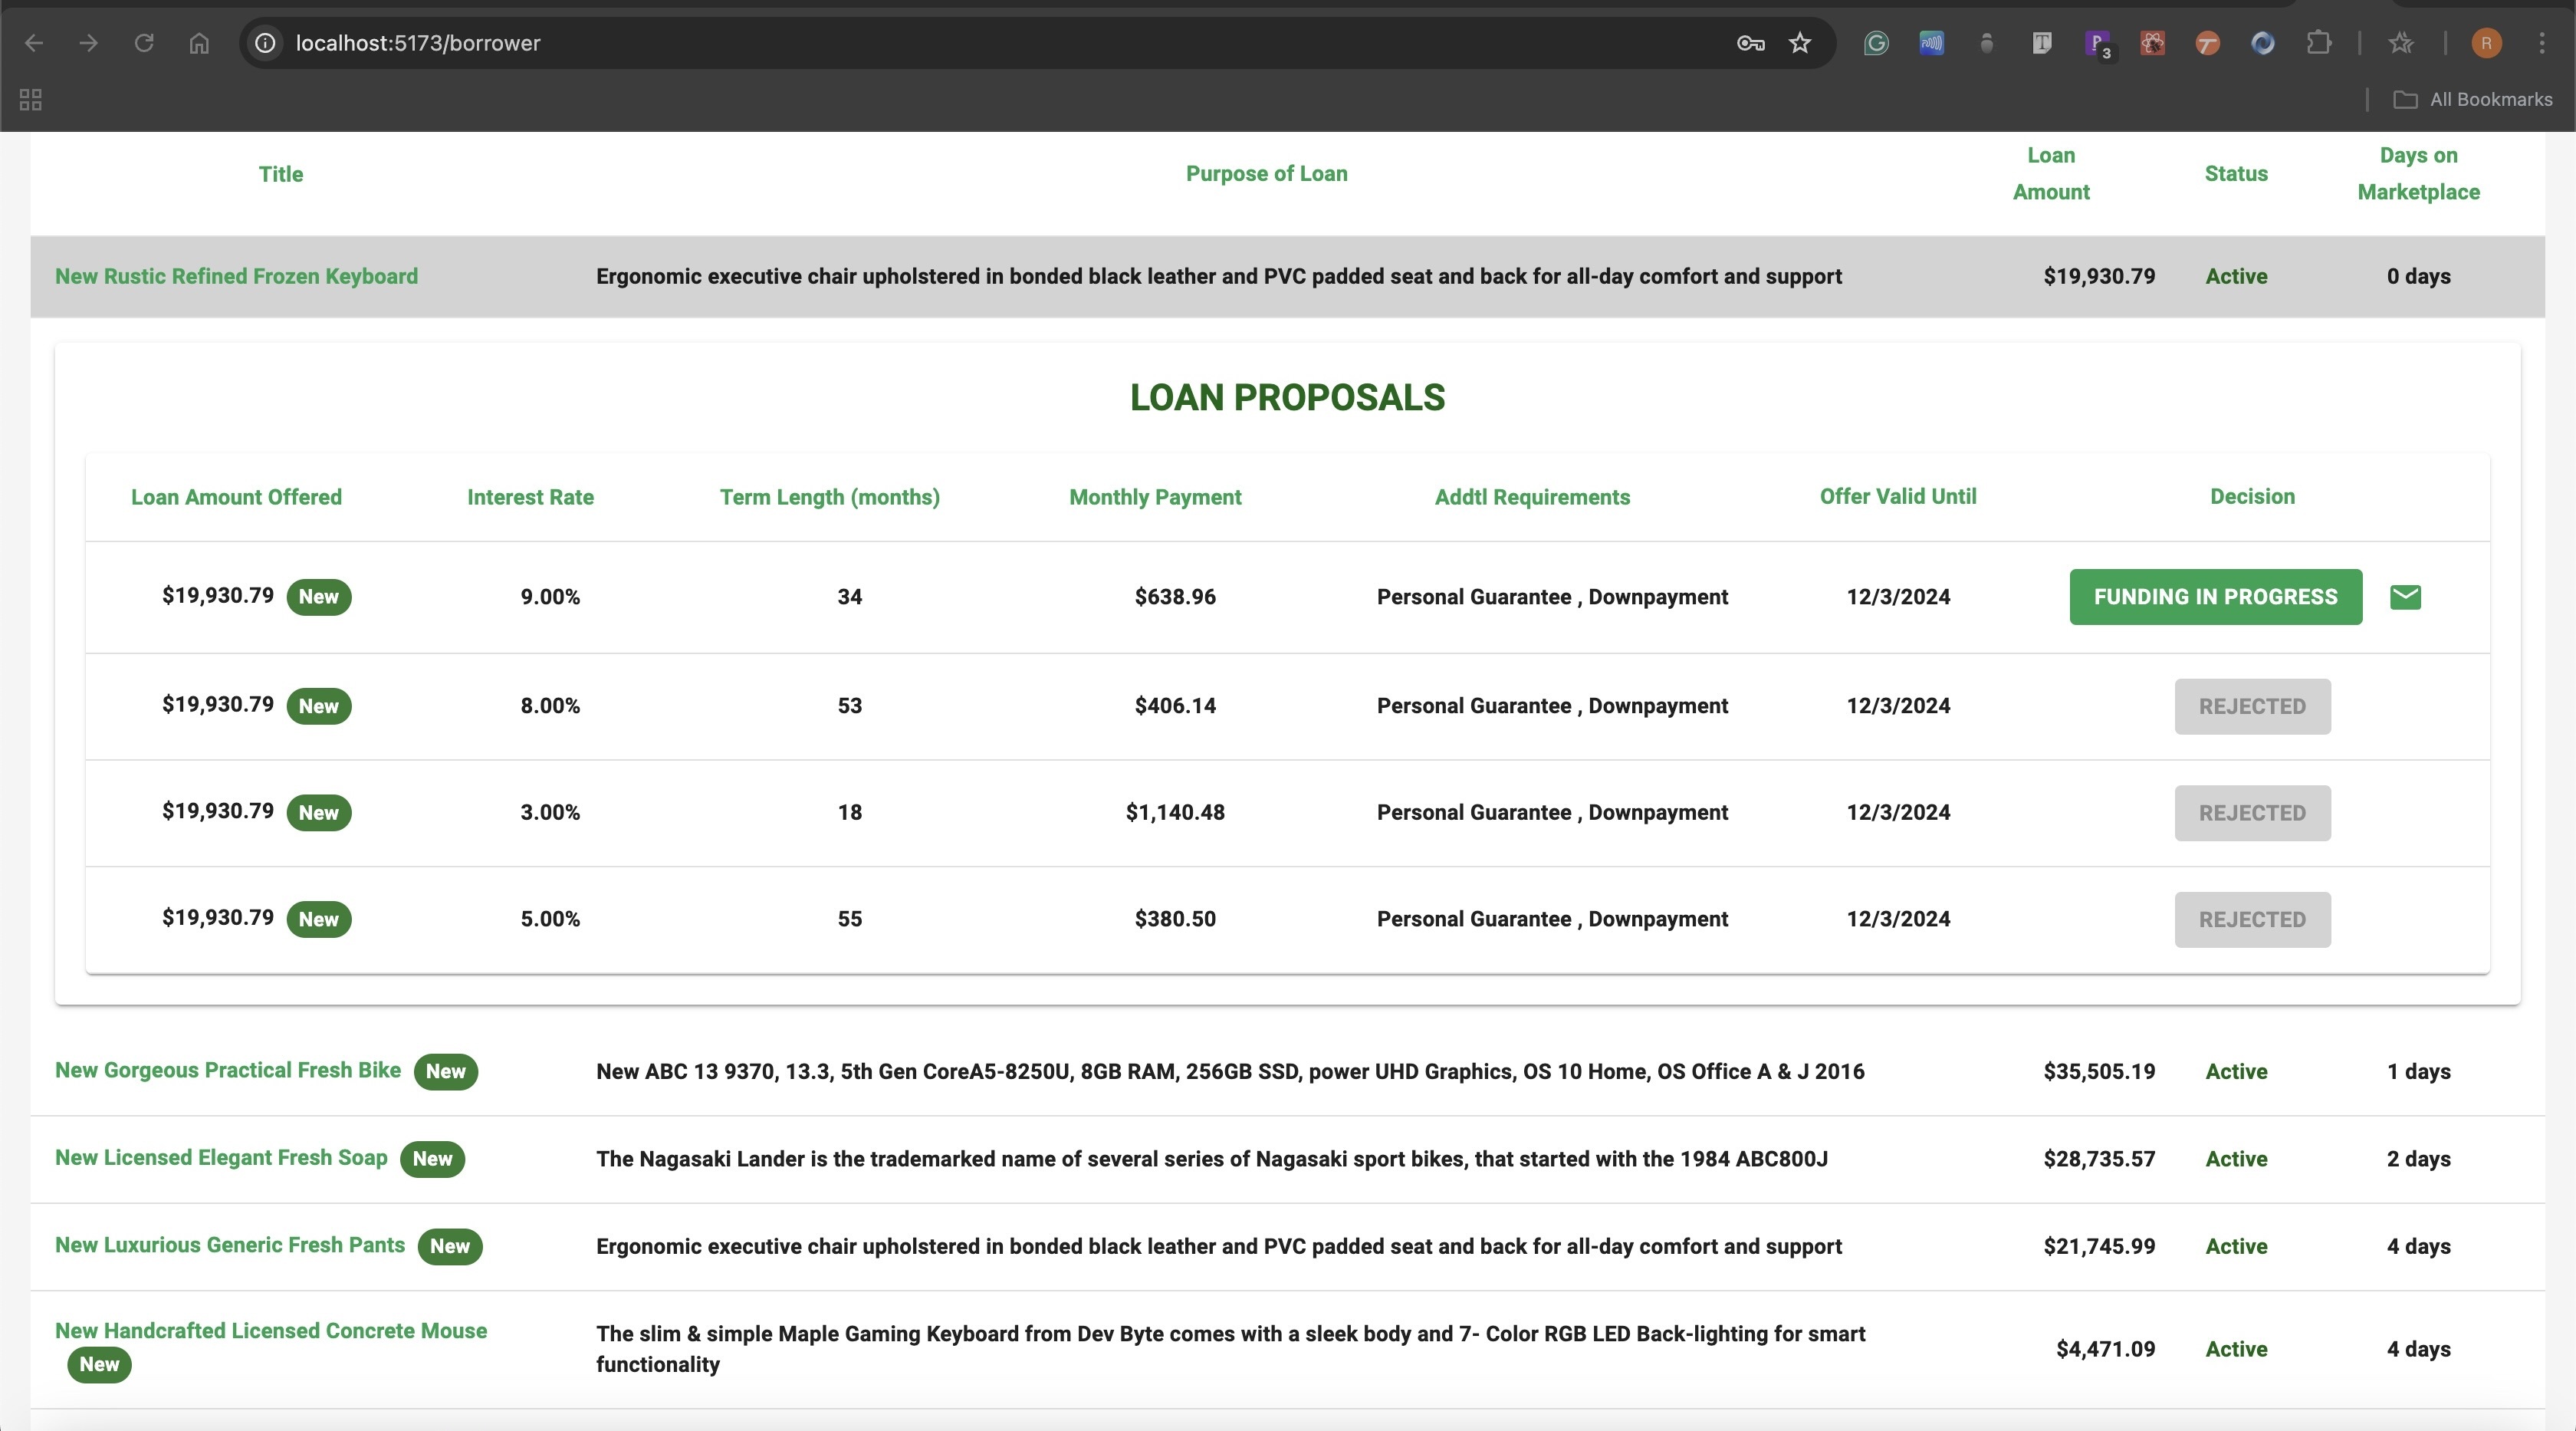 localhost:5173/borrower
3
R
All Bookmarks
Title Purpose of Loan Loan Amount Status Days on Marketplace
New Rustic Refined Frozen Keyboard Ergonomic executive chair upholstered in bonded black leather and PVC padded seat and back for all-day comfort and support $19,930.79 Active 0 days
LOAN PROPOSALS
Loan Amount Offered Interest Rate Term Length (months) Monthly Payment Addtl Requirements Offer Valid Until Decision
$19,930.79 New 9.00% 34 $638.96 Personal Guarantee , Downpayment 12/3/2024 FUNDING IN PROGRESS
$19,930.79 New 8.00% 53 $406.14 Personal Guarantee , Downpayment 12/3/2024 REJECTED
$19,930.79 New 3.00% 18 $1,140.48 Personal Guarantee , Downpayment 12/3/2024 REJECTED
$19,930.79 New 5.00% 55 $380.50 Personal Guarantee , Downpayment 12/3/2024 REJECTED
New Gorgeous Practical Fresh Bike New New ABC 13 9370, 13.3, 5th Gen CoreA5-8250U, 8GB RAM, 256GB SSD, power UHD Graphics, OS 10 Home, OS Office A & J 2016 $35,505.19 Active 1 days
New Licensed Elegant Fresh Soap New The Nagasaki Lander is the trademarked name of several series of Nagasaki sport bikes, that started with the 1984 ABC800J $28,735.57 Active 2 days
New Luxurious Generic Fresh Pants New Ergonomic executive chair upholstered in bonded black leather and PVC padded seat and back for all-day comfort and support $21,745.99 Active 4 days
New Handcrafted Licensed Concrete Mouse The slim & simple Maple Gaming Keyboard from Dev Byte comes with a sleek body and 7- Color RGB LED Back-lighting for smart $4,471.09 Active 4 days
New functionality